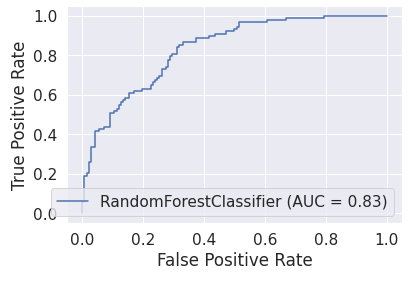 True Positive Rate
1.0
0.8
0.6
0.4
0.2
0.0
RandomForestClassifier (AUC = 0.83)
0.0 0.2 0.4 0.6 0.8 1.0
False Positive Rate